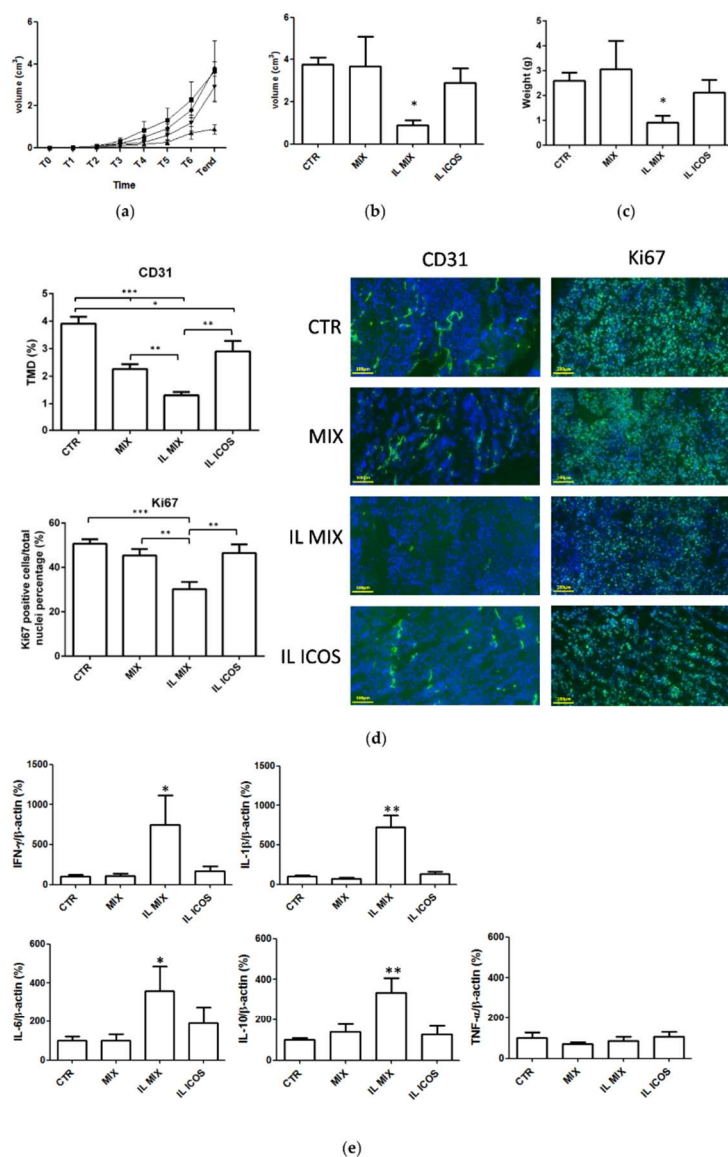 6
4
2
0
volume (cm³)
T0 T1 T2 T3 T4 T5 T6 Tend
Time
(a)
6
4
2
0
volume (cm³)
CTR MIX IL MIX IL ICOS
*
(b)
5
4
3
2
1
0
Weight (g)
CTR MIX IL MIX IL ICOS
*
(c)
CD31
TMD (%)
5
4
3
2
1
0
***
*
** **
CTR MIX IL MIX IL ICOS
Ki67
Ki67 positive cells/total
nuclei percentage (%)
60
40
20
0
***
** **
CTR MIX IL MIX IL ICOS
CD31 Ki67
CTR
MIX
IL MIX
IL ICOS
(d)
IFN-γ/β-actin (%)
1500
1000
500
0
*
CTR MIX IL MIX IL ICOS
IL-1β/β-actin (%)
1500
1000
500
0
**
CTR MIX IL MIX IL ICOS
IL-6/β-actin (%)
600
400
200
0
*
CTR MIX IL MIX IL ICOS
IL-10/β-actin (%)
600
400
200
0
**
CTR MIX IL MIX IL ICOS
TNF-α/β-actin (%)
400
300
200
100
0
CTR MIX IL MIX IL ICOS
(e)